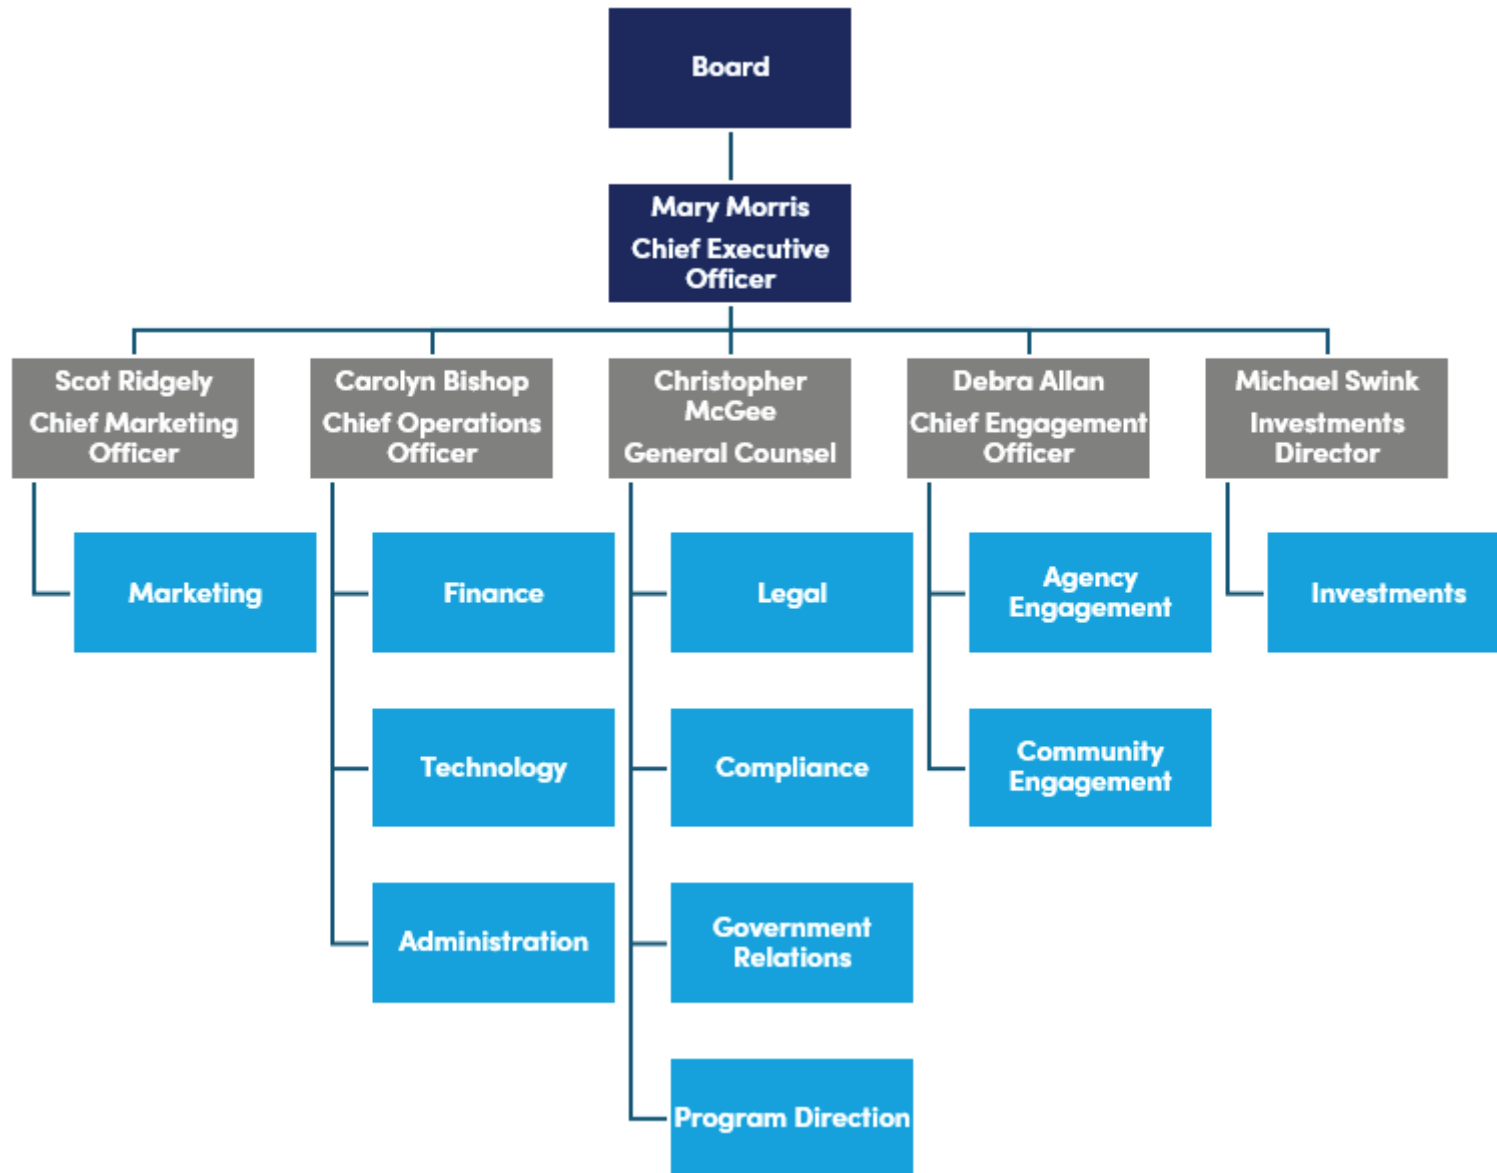 Board
Mary Morris
Chief Executive
Officer
Scot Ridgely
Chief Marketing
Officer
Carolyn Bishop
Chief Operations
Officer
Christopher
McGee
General Counsel
Debra Allan
Chief Engagement
Officer
Michael Swink
Investments
Director
Marketing
Finance
Legal
Agency
Engagement
Investments
Technology
Compliance
Community
Engagement
Administration
Government
Relations
Program Direction